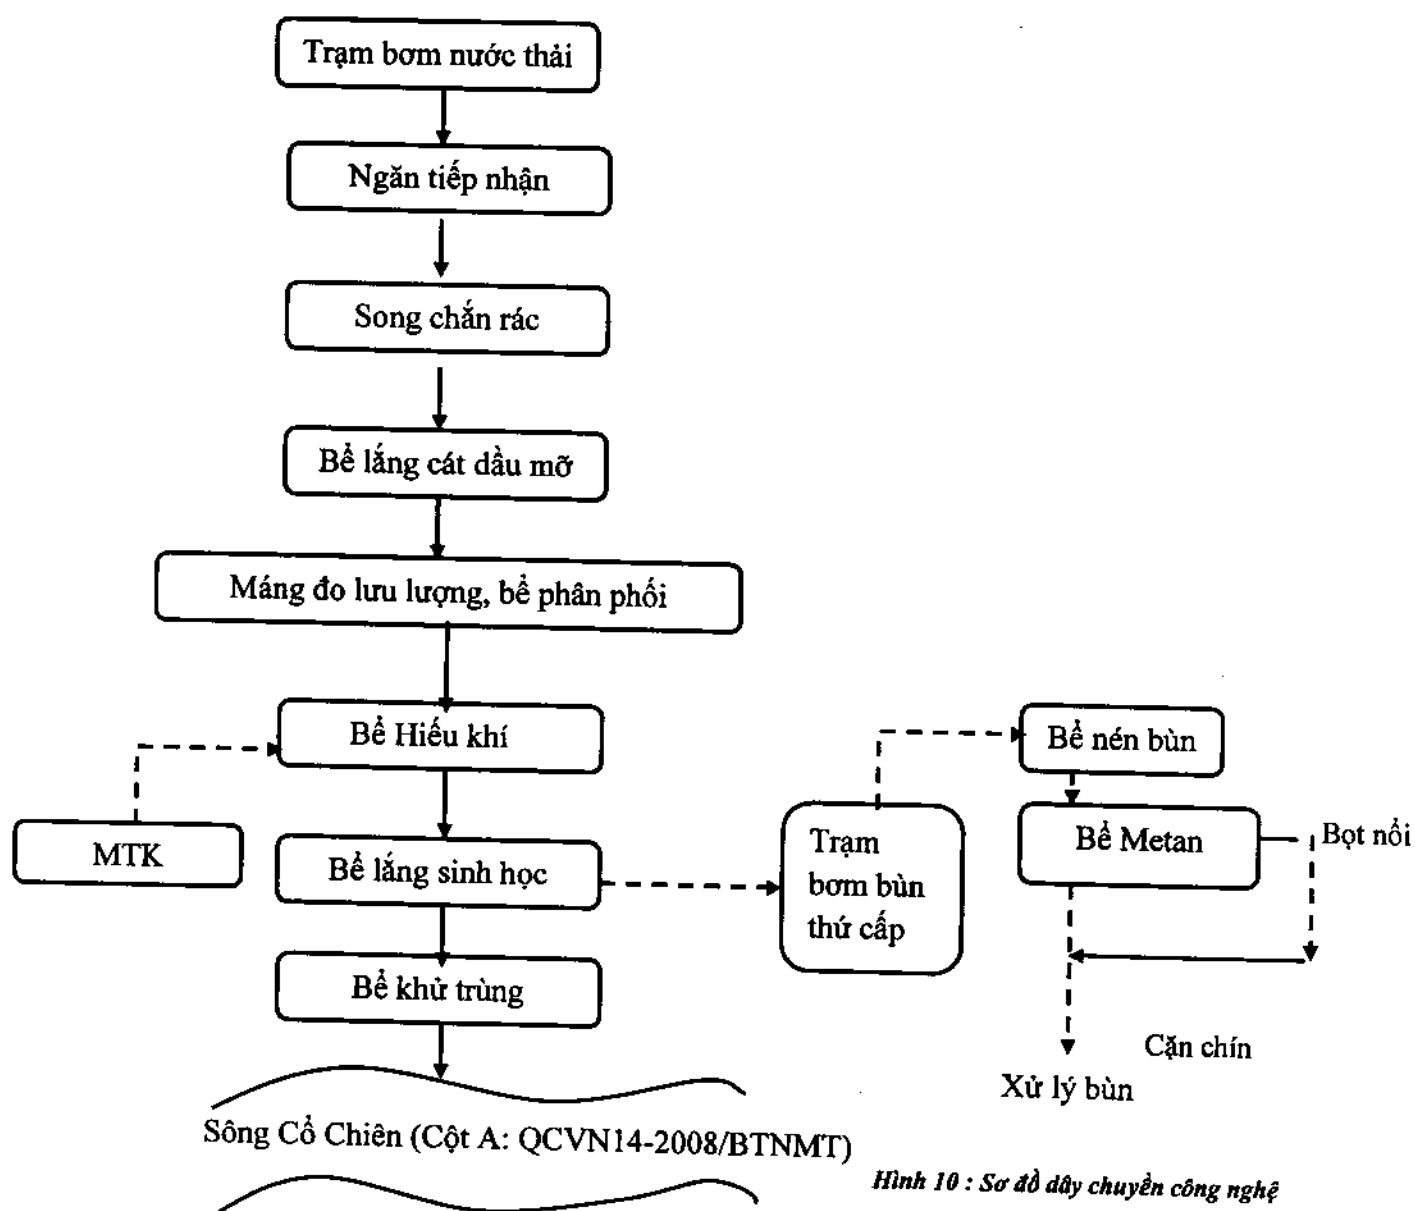 Trạm bơm nước thải
Ngăn tiếp nhận
Song chắn rác
Bể lắng cát dầu mỡ
Máng đo lưu lượng, bể phân phối
Bể Hiếu khí
MTK
Bể lắng sinh học
Bể khử trùng
Trạm
bơm bùn
thứ cấp
Bể nén bùn
Bể Metan
Bọt nổi
Cặn chín
Xử lý bùn
Sông Cổ Chiên (Cột A: QCVN14-2008/BTNMT)
Hình 10 : Sơ đồ dây chuyền công nghệ